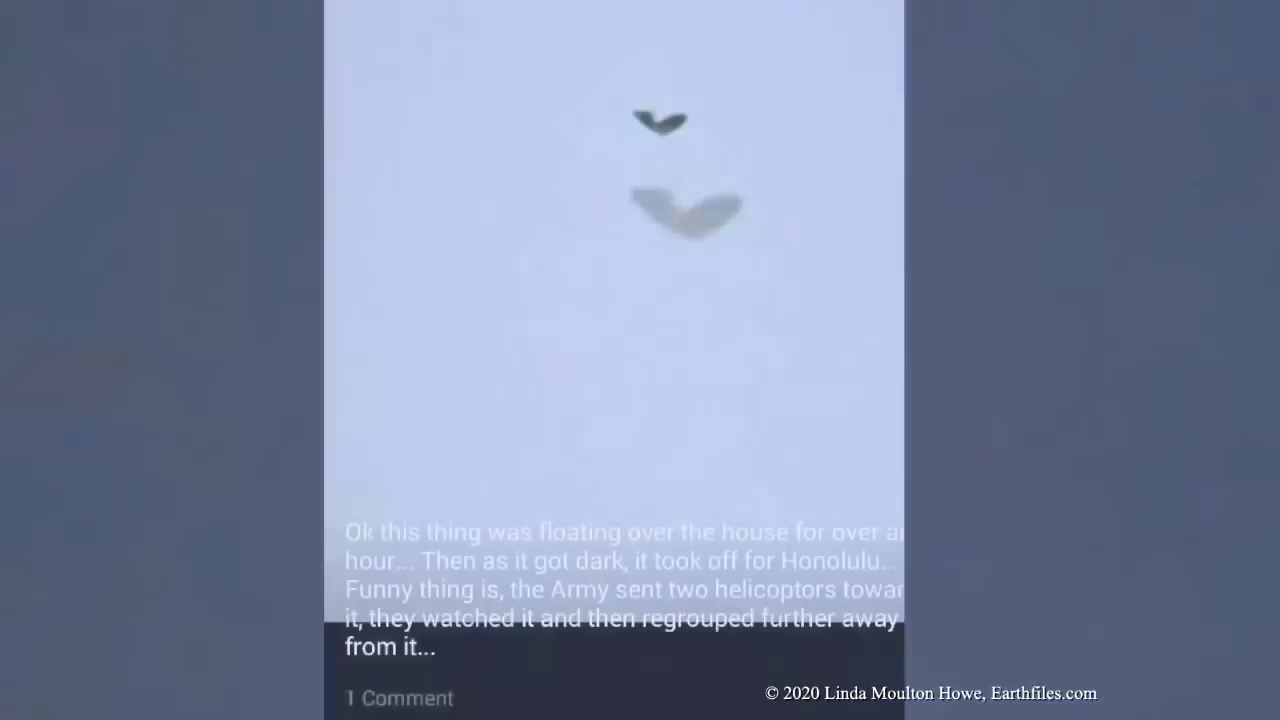 Ok this thing was floating over the house for over
hour... Then as it got dark, it took off for Honolulu..
Funny thing is, the Army sent two helicoptors
it, they watched it and then regrouped further away
from it...
1 Comment
© 2020 Linda Moulton Howe, Earthfiles.com